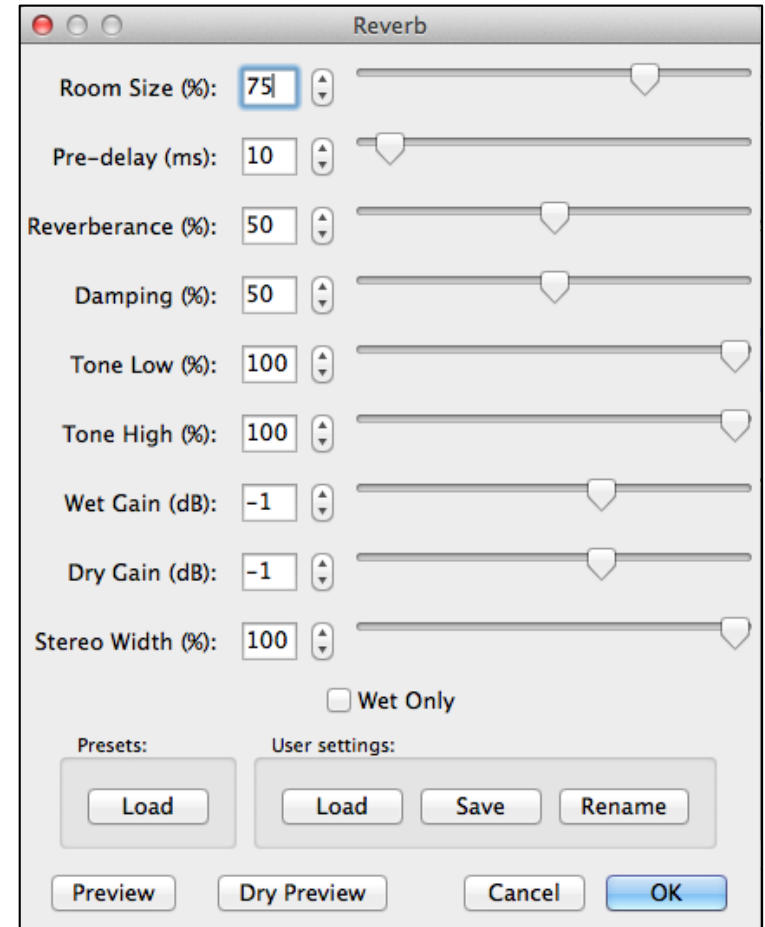 Reverb
Room Size (%): 75
Pre-delay (ms): 10
Reverberance (%): 50
Damping (%): 50
Tone Low (%): 100
Tone High (%): 100
Wet Gain (dB): -1
Dry Gain (dB): -1
Stereo Width (%): 100
Wet Only
Presets: User settings:
Load Load Save Rename
Preview Dry Preview Cancel OK